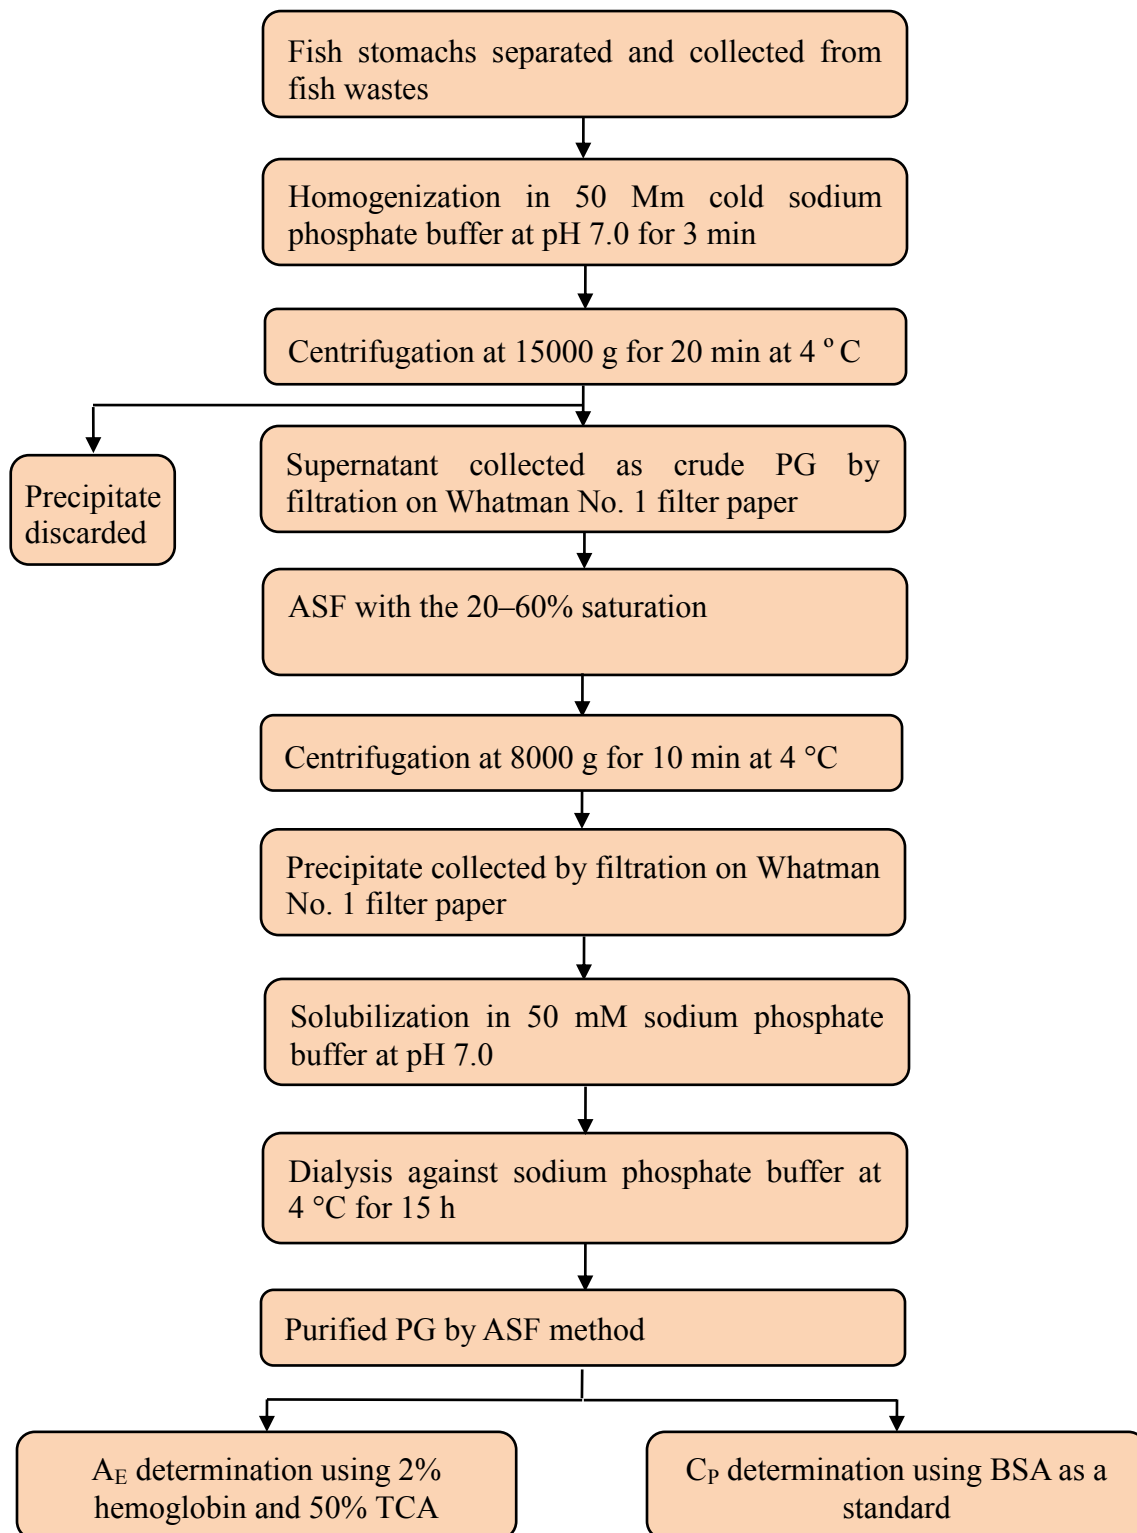 Fish stomachs separated and collected from
fish wastes
Homogenization in 50 Mm cold sodium
phosphate buffer at pH 7.0 for 3 min
Centrifugation at 15000 g for 20 min at 4 º C
Precipitate
discarded
Supernatant collected as crude PG by
filtration on Whatman No. 1 filter paper
ASF with the 20–60% saturation
Centrifugation at 8000 g for 10 min at 4 °C
Precipitate collected by filtration on Whatman
No. 1 filter paper
Solubilization in 50 mM sodium phosphate
buffer at pH 7.0
Dialysis against sodium phosphate buffer at
4 °C for 15 h
Purified PG by ASF method
A<sub>E</sub> determination using 2%
hemoglobin and 50% TCA
C<sub>P</sub> determination using BSA as a
standard